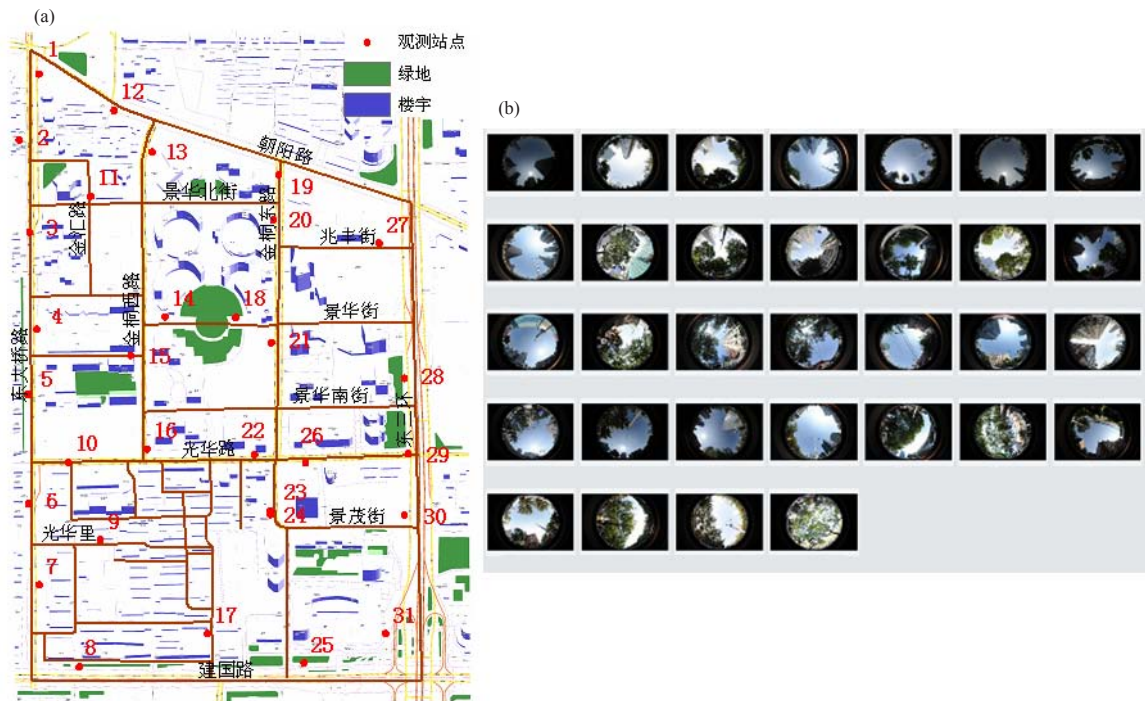 (a)
观测站点
绿地
楼宇
(b)
1
12
2
13
朝阳路
11
19
景华北街
金桐东路
20
27
3
金汇路
兆丰街
金桐西路
14
18
景华街
4
15
21
东大桥路
5
28
景华南街
东三环
16
22
26
10
光华路
29
6
23
24
9
景茂街
30
光华里
7
17
31
8
25
建国路